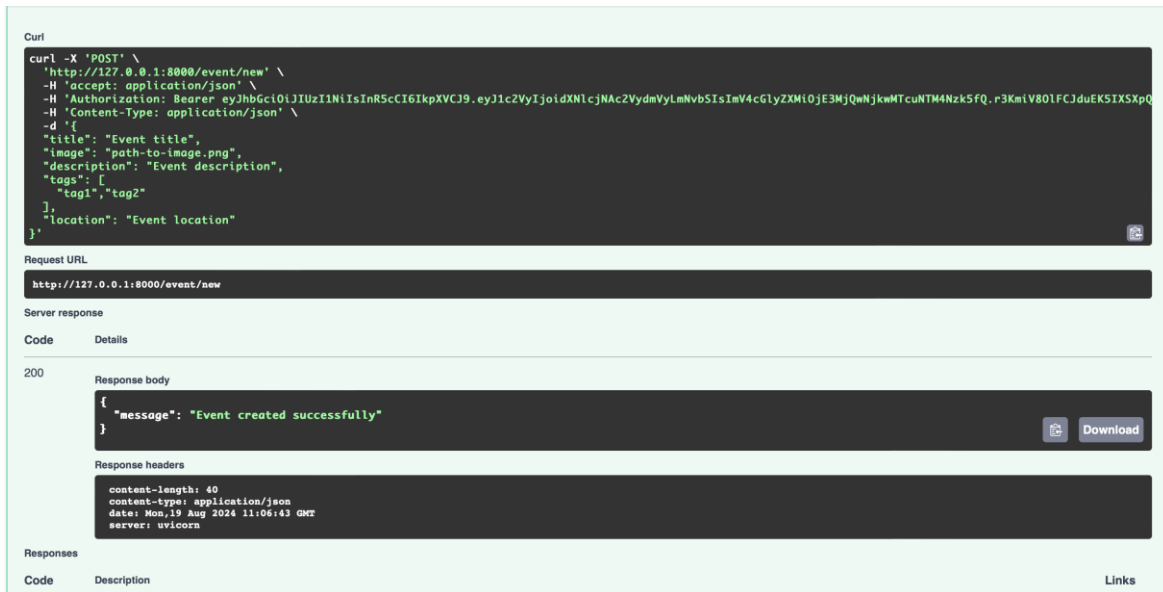 Curl
curl -X 'POST' \
'http://127.0.0.1:8000/event/new' \
-H 'accept: application/json' \
-H 'Authorization: Bearer eyJhbGciOiJIUzI1NiIsInR5cCI6IkpXVCJ9.eyJ1c2VyIjoidXNlcjNAc2VydmVyLmNvbSIsImV4cGlyZXMiOjE3MjQwNjkwMTcuNTM4Nzk5fQ.r3KmiV8OlFCJduEK5IXSXpQ
-H 'Content-Type: application/json' \
-d '{
"title": "Event title",
"image": "path-to-image.png",
"description": "Event description",
"tags": [
"tag1","tag2"
],
"location": "Event location"
}'
Request URL
http://127.0.0.1:8000/event/new
Server response
Code Details
200
Response body
{
"message": "Event created successfully"
}
Download
Response headers
content-length: 40
content-type: application/json
date: Mon,19 Aug 2024 11:06:43 GMT
server: uvicorn
Responses
Code Description Links